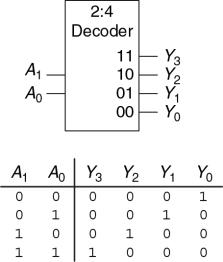 2:4
Decoder
11 Y3
A1 10 Y2
A0 01 Y1
00 Y0
A1 A0 Y3 Y2 Y1 Y0
0 0 0 0 0 1
0 1 0 0 1 0
1 0 0 1 0 0
1 1 1 0 0 0